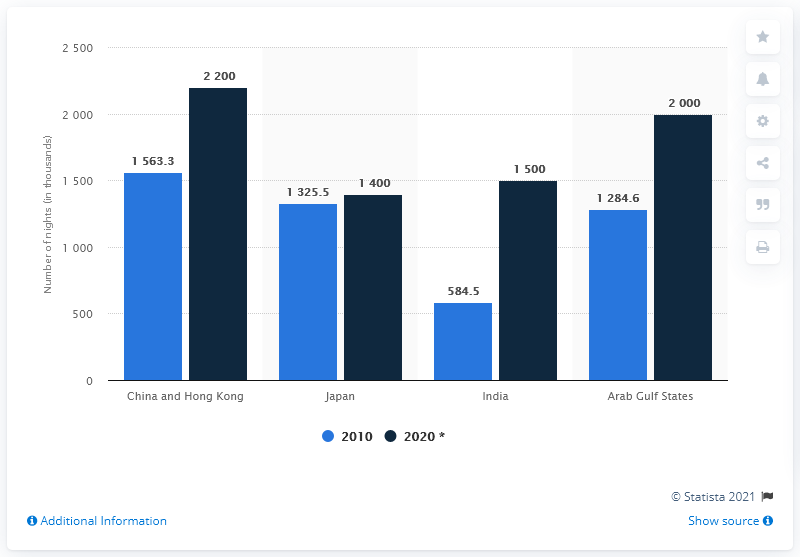 2 500
2 000
1 500
1 000
500
0
Number of nights (in thousands)
1 563.3
2 200
1 325.5
1 400
584.5
1 500
1 284.6
2 000
China and Hong Kong
Japan
India
Arab Gulf States
2010
2020 *
© Statista 2021
Additional Information
Show source